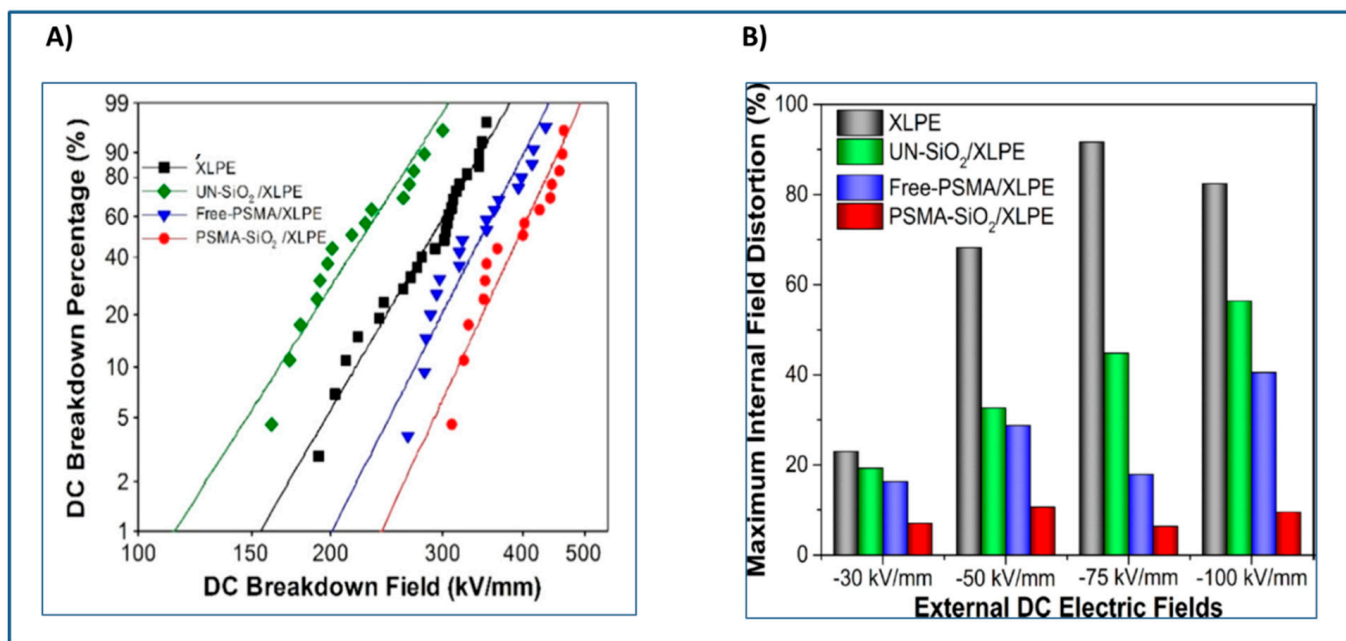 A)
DC Breakdown Percentage (%)
99
90
80
60
40
20
10
5
2
1
XLPE
UN-SiO₂/XLPE
Free-PSMA/XLPE
PSMA-SiO₂/XLPE
100 150 200 300 400 500
DC Breakdown Field (kV/mm)
B)
Maximum Internal Field Distortion (%)
100
80
60
40
20
0
XLPE
UN-SiO₂/XLPE
Free-PSMA/XLPE
PSMA-SiO₂/XLPE
-30 kV/mm -50 kV/mm -75 kV/mm -100 kV/mm
External DC Electric Fields